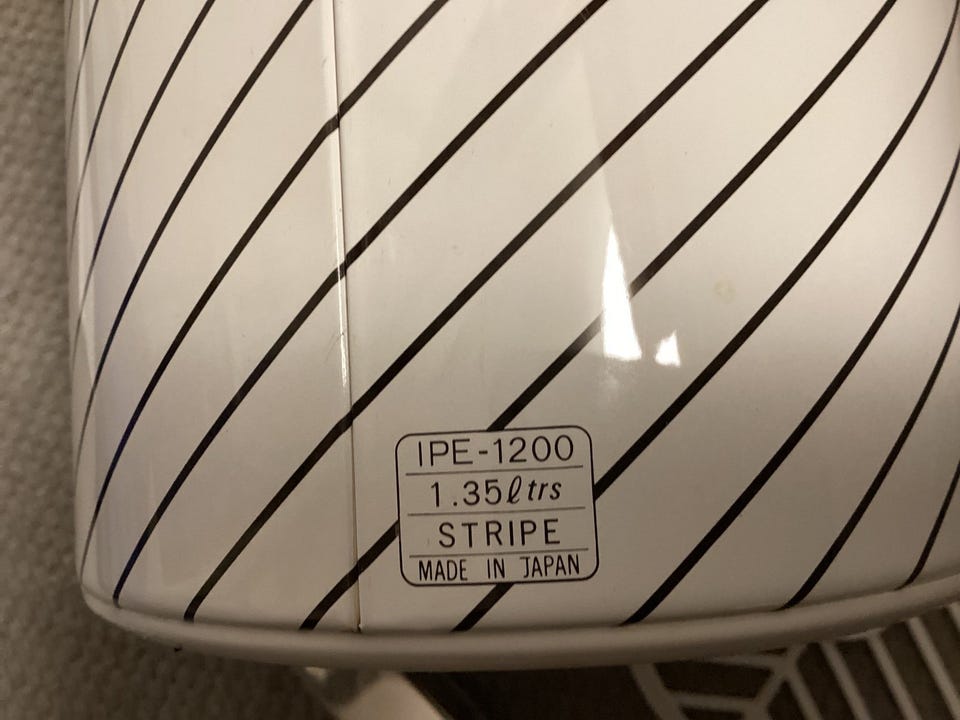 IPE-1200
1.35ℓtrs
STRIPE
MADE IN JAPAN